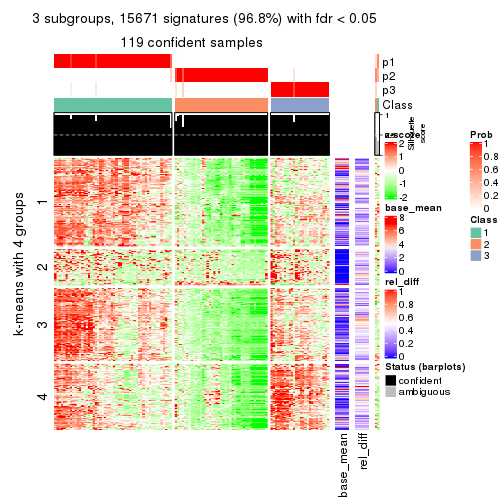 3 subgroups, 15671 signatures (96.8%) with fdr < 0.05
119 confident samples
p1
p2
p3
Class
1
Silhouette
score
k-means with 4 groups
1
2
3
4
base_mean
rel_diff
z-score
2
1
0
-1
-2
base_mean
8
6
4
2
0
rel_diff
1
0.8
0.6
0.4
0.2
0
Status (barplots)
confident
ambiguous
Prob
1
0.8
0.6
0.4
0.2
0
Class
1
2
3